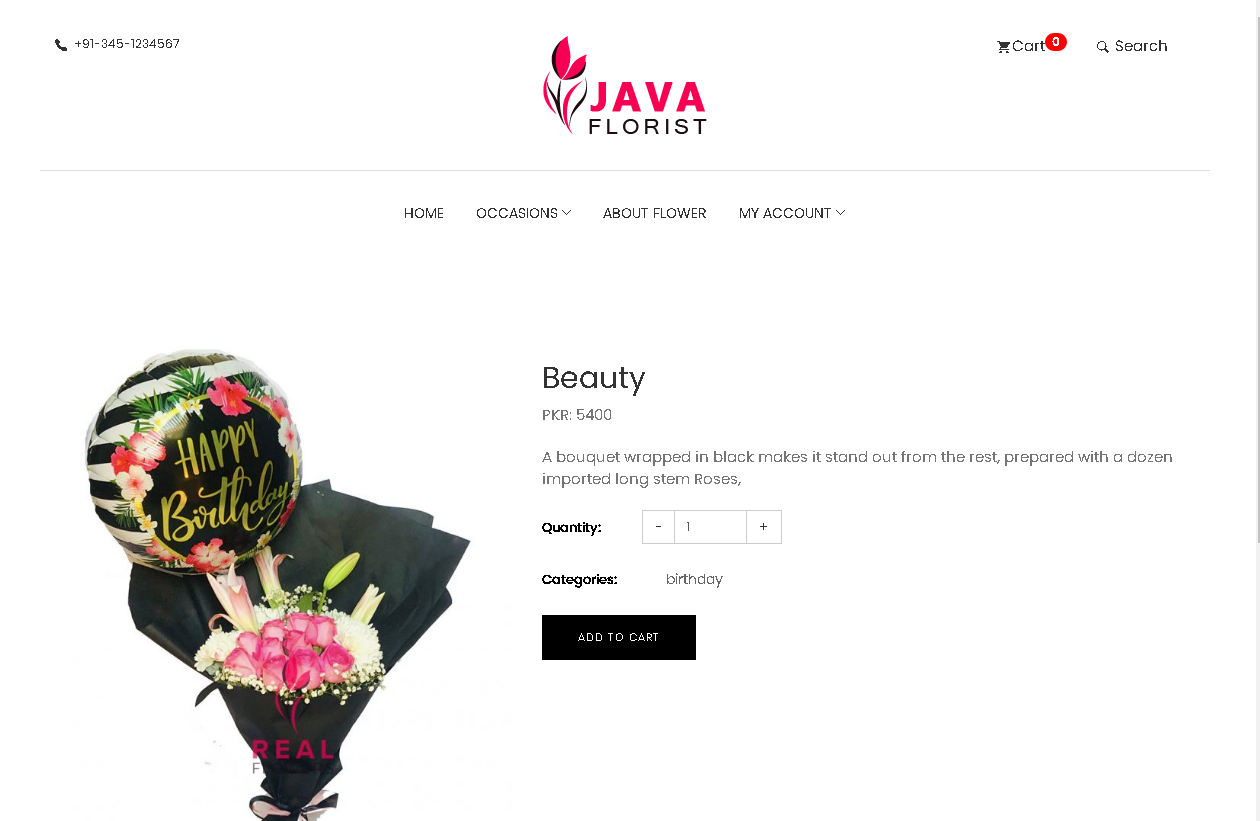 +91-345-1234567
JAVA
FLORIST
Cart 0
Search
HOME OCCASIONS ABOUT FLOWER MY ACCOUNT
HAPPY
Birthday
REAL
Beauty
PKR: 5400
A bouquet wrapped in black makes it stand out from the rest, prepared with a dozen
imported long stem Roses,
Quantity: - 1 +
Categories: birthday
ADD TO CART